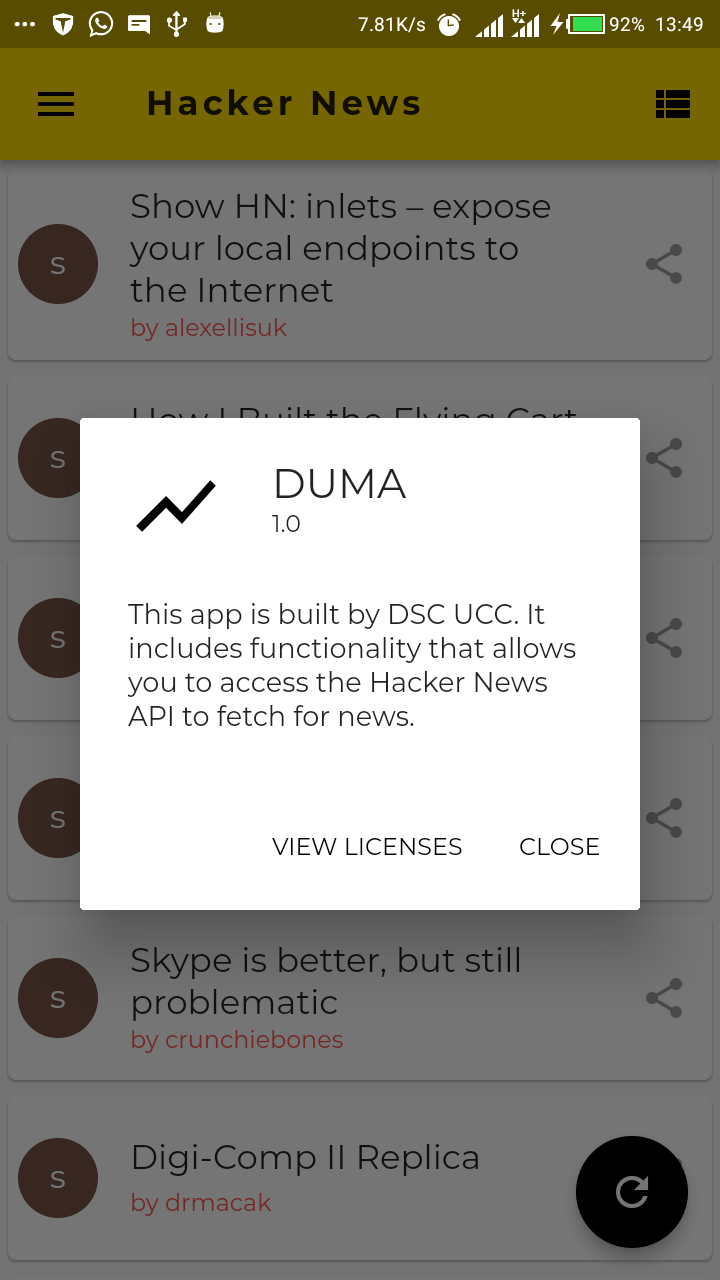 7.81K/s H+ 92% 13:49
Hacker News
Show HN: inlets – expose
your local endpoints to
the Internet
by alexellisuk
S
How I Built the Flying Cart
S
DUMA
1.0
This app is built by DSC UCC. It
includes functionality that allows
you to access the Hacker News
API to fetch for news.
S
S
VIEW LICENSES CLOSE
Skype is better, but still
problematic
by crunchiebones
S
Digi-Comp II Replica
by drmacak
S